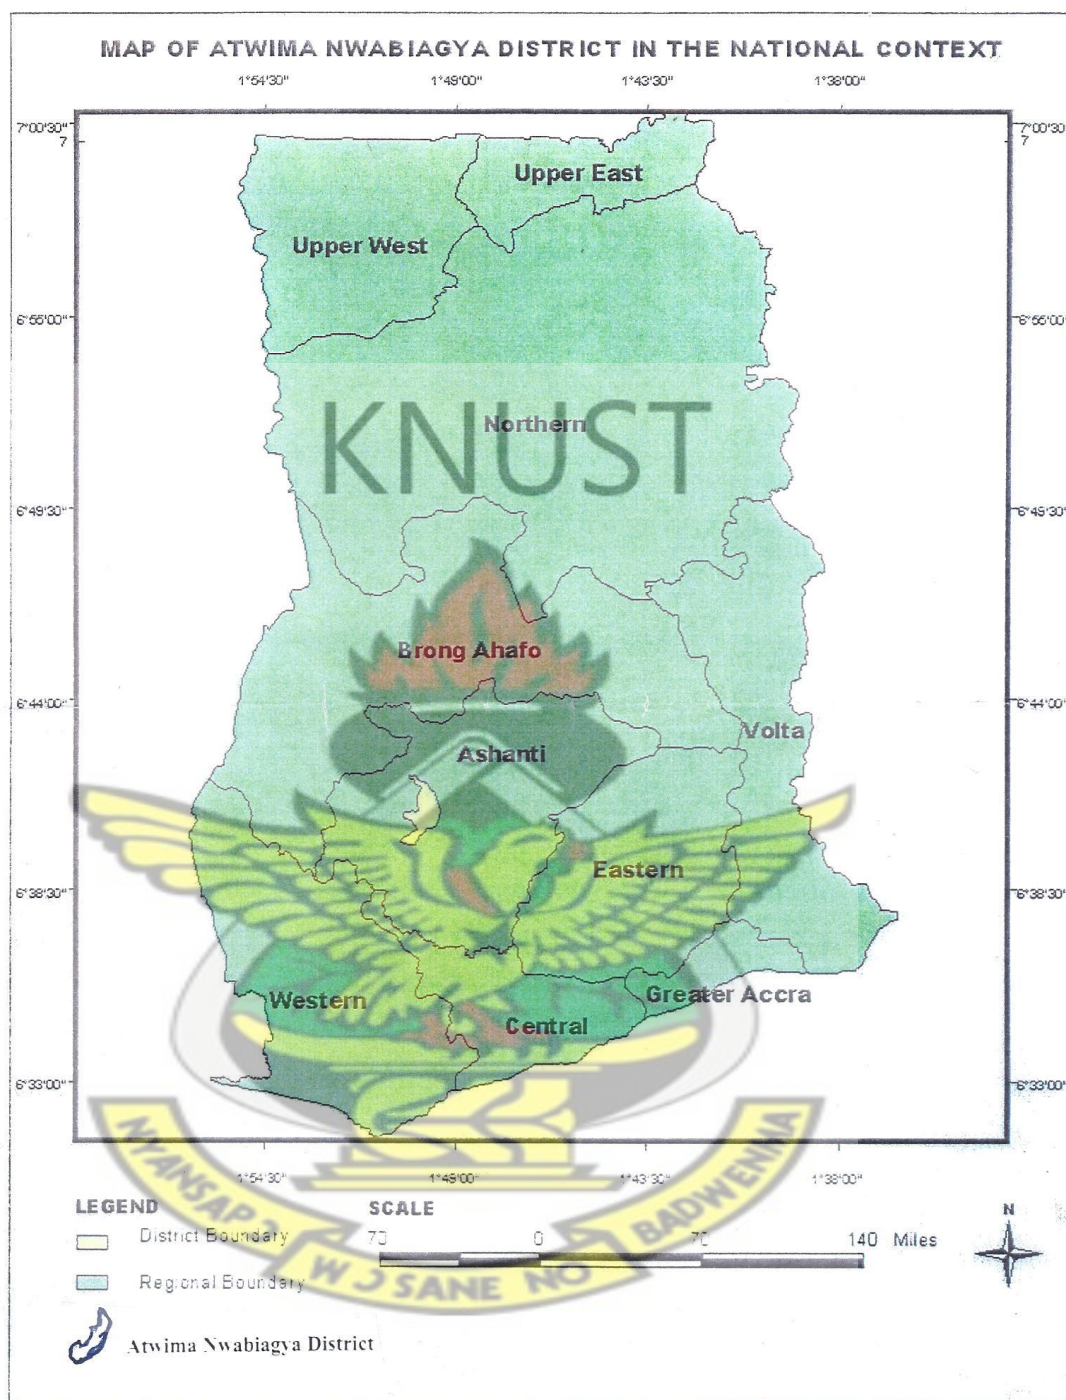 MAP OF ATWIMA NWABIAGYA DISTRICT IN THE NATIONAL CONTEXT
1°54'30" 1°49'00" 1°43'30" 1°38'00"
7°00'30" 7°00'30"
7 7
Upper East
Upper West
6°55'00" 6°55'00"
KNUST
Northern
6°49'30" 6°49'30"
Brong Ahafo
6°44'00" 6°44'00"
Volta
Ashanti
Eastern
6°38'30" 6°38'30"
Western
Greater Accra
Central
6°33'00" 6°33'00"
NYANSAPƆ WƆSANE NO BADWENMA
1°54'30" 1°49'00" 1°43'30" 1°38'00"
LEGEND
District Boundary
Regional Boundary
Atwima Nwabiagya District
SCALE
70 0 70 140 Miles
N